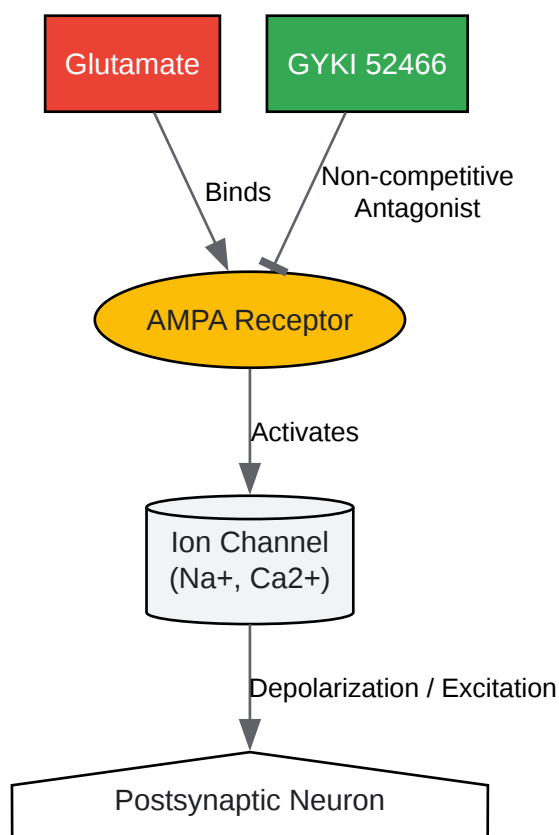 Glutamate
GYKI 52466
Binds
Non-competitive
Antagonist
AMPA Receptor
Activates
Ion Channel
(Na+, Ca2+)
Depolarization / Excitation
Postsynaptic Neuron